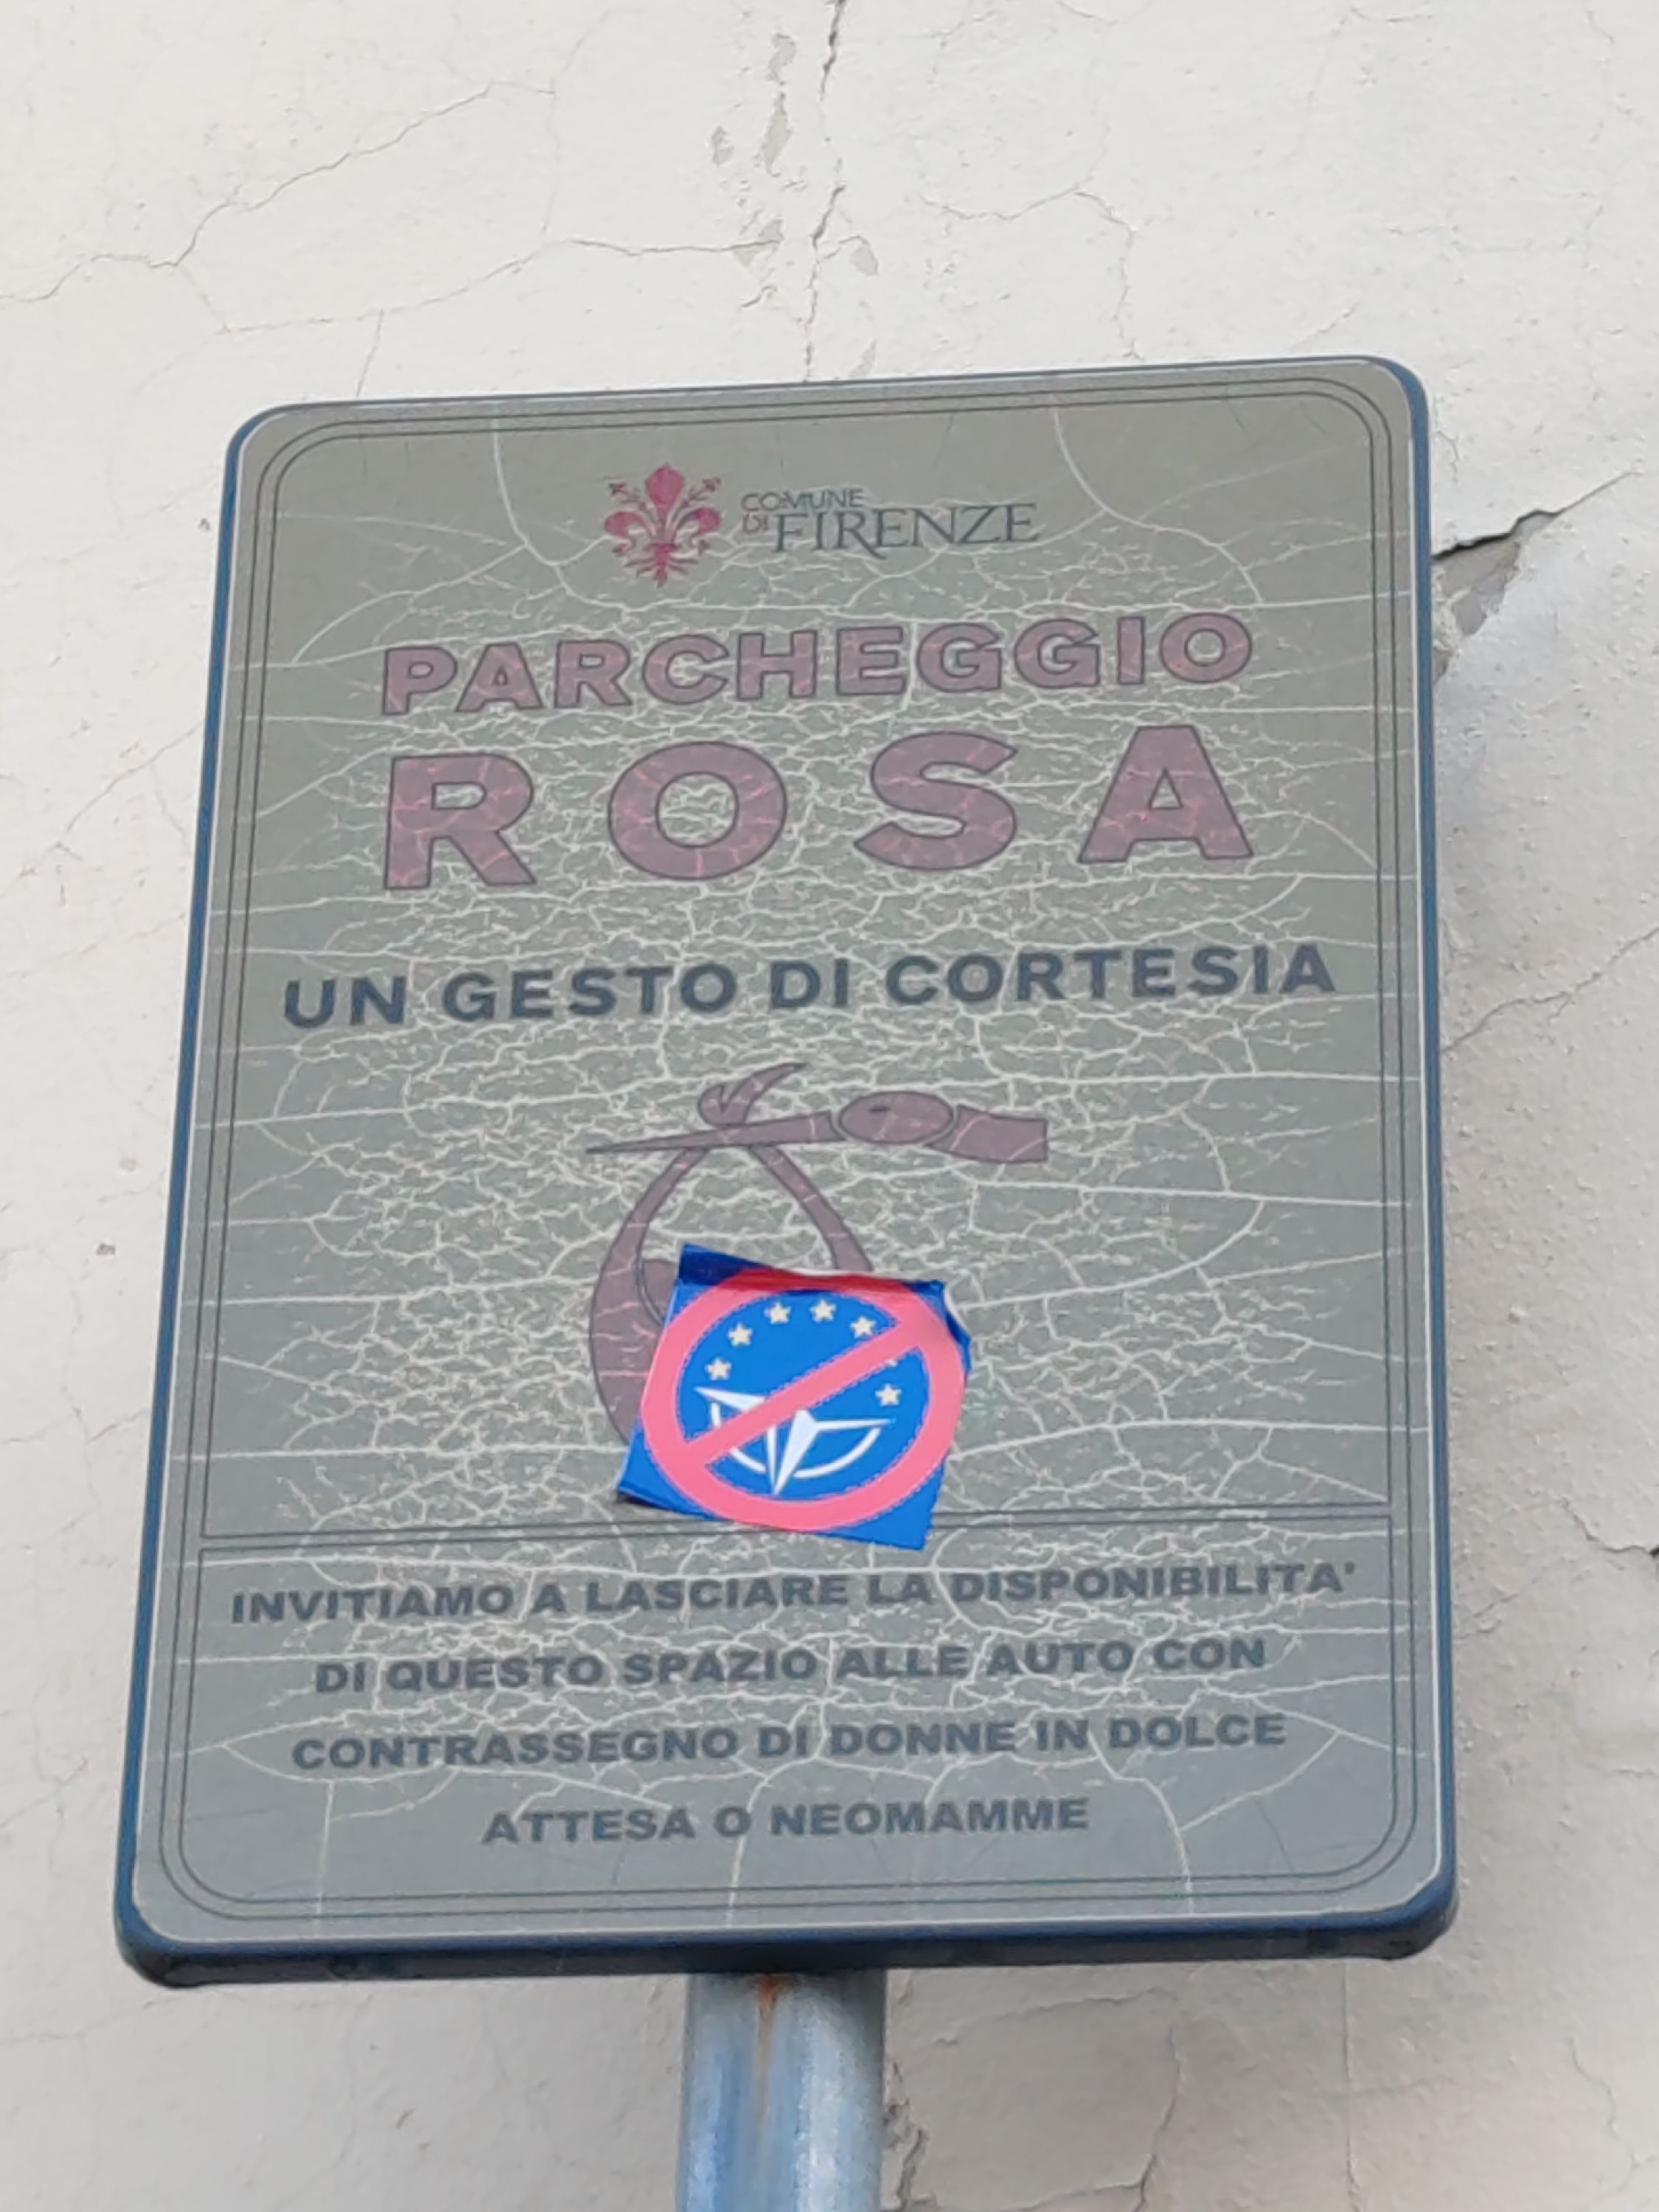 COMUNE
DI FIRENZE
PARCHEGGIO
ROSA
UN GESTO DI CORTESIA
INVITIAMO A LASCIARE LA DISPONIBILITA'
DI QUESTO SPAZIO ALLE AUTO CON
CONTRASSEGNO DI DONNE IN DOLCE
ATTESA O NEOMAMME